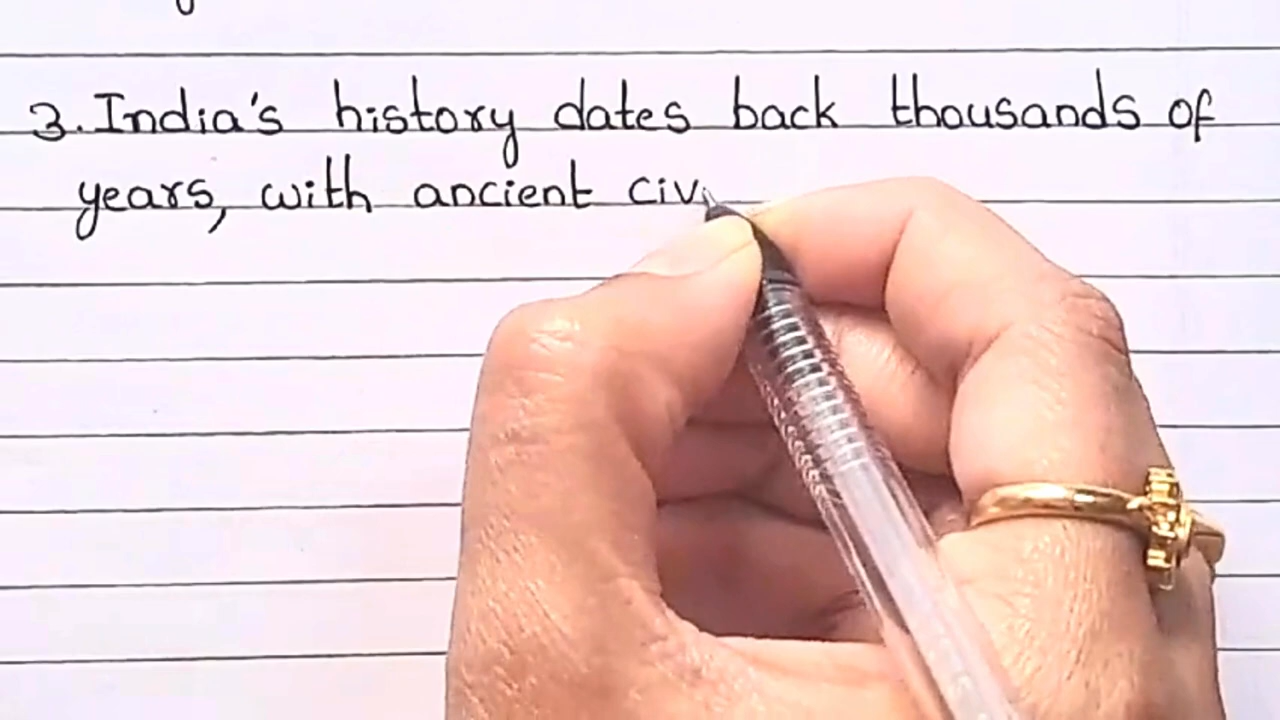 3. India's history dates back thousands of
years, with ancient civ